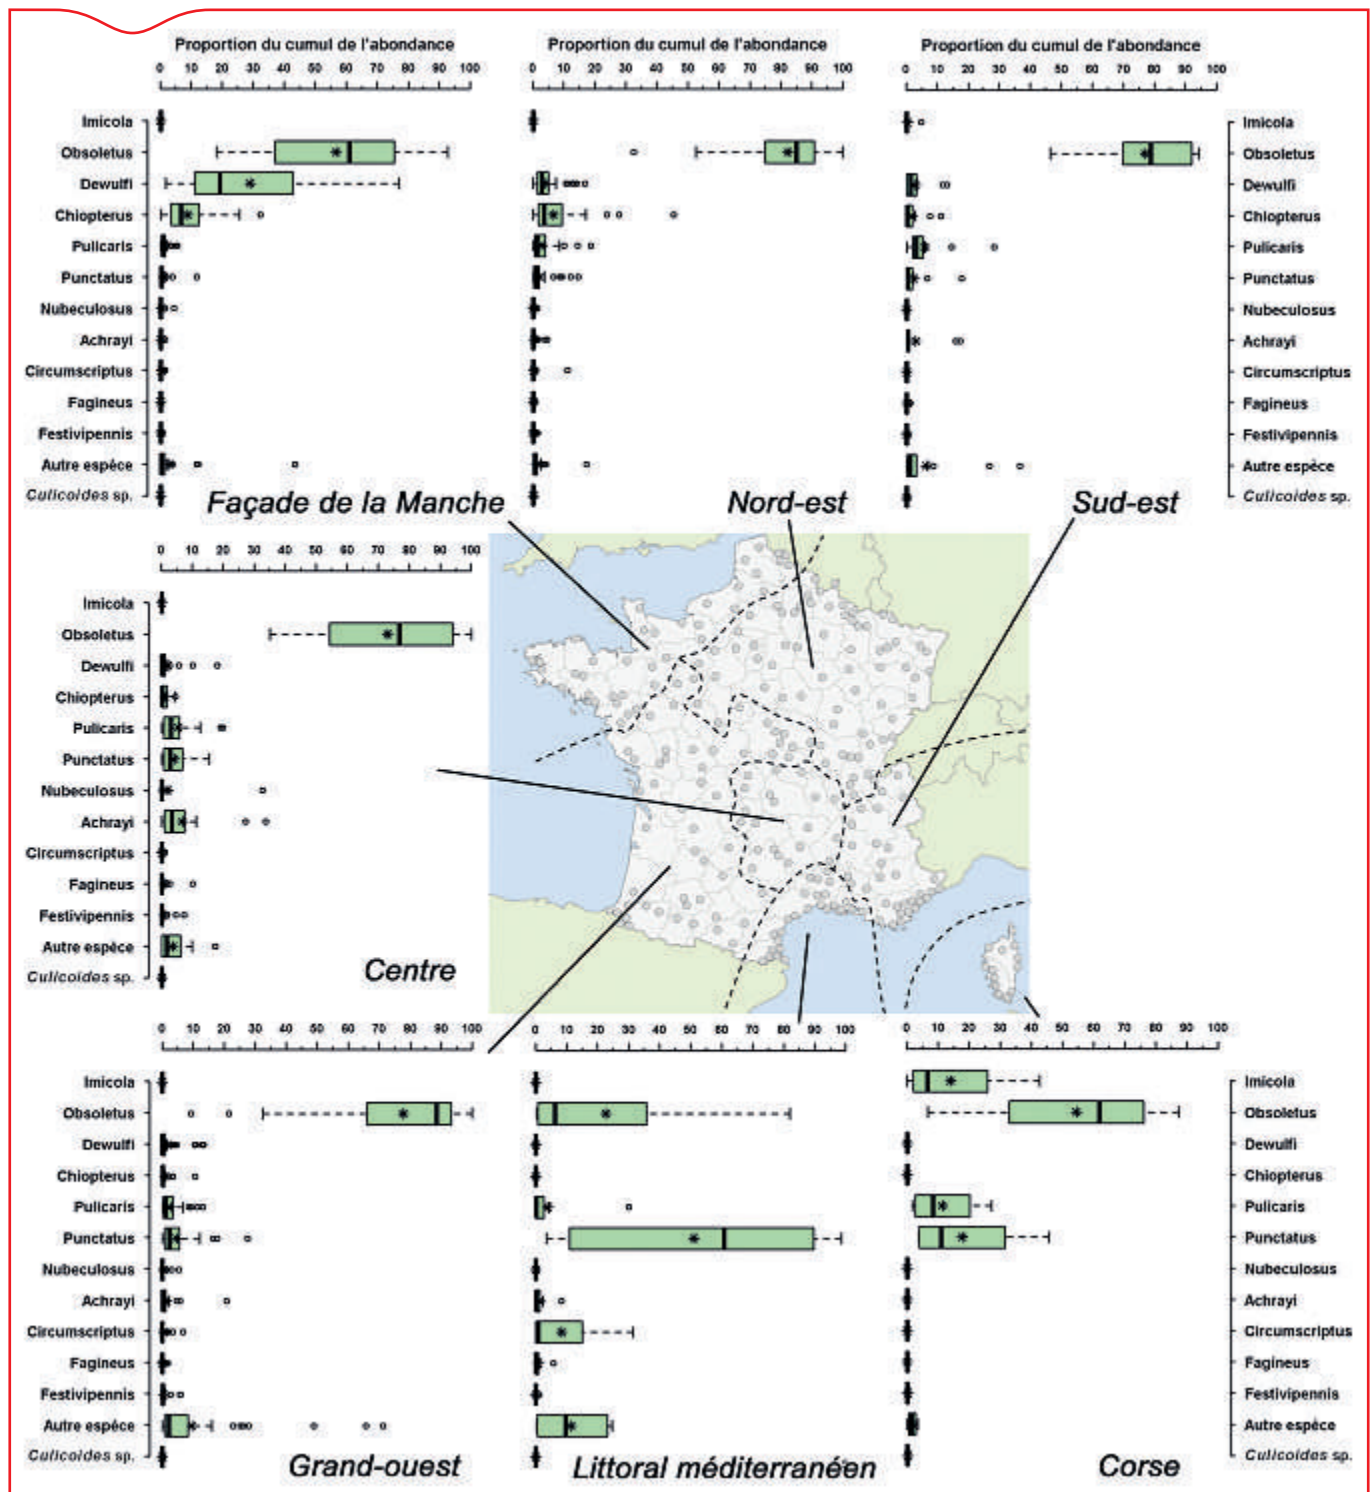 Proportion du cumul de l'abondance
0 10 20 30 40 50 60 70 80 90 100
Imicola
Obsoletus
Dewulfi
Chiopterus
Pulicaris
Punctatus
Nubeculosus
Achrayi
Circumscriptus
Fagineus
Festivipennis
Autre espèce
Culicoides sp.
Façade de la Manche
Proportion du cumul de l'abondance
0 10 20 30 40 50 60 70 80 90 100
Nord-est
Proportion du cumul de l'abondance
0 10 20 30 40 50 60 70 80 90 100
Imicola
Obsoletus
Dewulfi
Chiopterus
Pulicaris
Punctatus
Nubeculosus
Achrayi
Circumscriptus
Fagineus
Festivipennis
Autre espèce
Culicoides sp.
Sud-est
0 10 20 30 40 50 60 70 80 90 100
Imicola
Obsoletus
Dewulfi
Chiopterus
Pulicaris
Punctatus
Nubeculosus
Achrayi
Circumscriptus
Fagineus
Festivipennis
Autre espèce
Culicoides sp.
Centre
0 10 20 30 40 50 60 70 80 90 100
Imicola
Obsoletus
Dewulfi
Chiopterus
Pulicaris
Punctatus
Nubeculosus
Achrayi
Circumscriptus
Fagineus
Festivipennis
Autre espèce
Culicoides sp.
Grand-ouest
0 10 20 30 40 50 60 70 80 90 100
Littoral méditerranéen
0 10 20 30 40 50 60 70 80 90 100
Imicola
Obsoletus
Dewulfi
Chiopterus
Pulicaris
Punctatus
Nubeculosus
Achrayi
Circumscriptus
Fagineus
Festivipennis
Autre espèce
Culicoides sp.
Corse